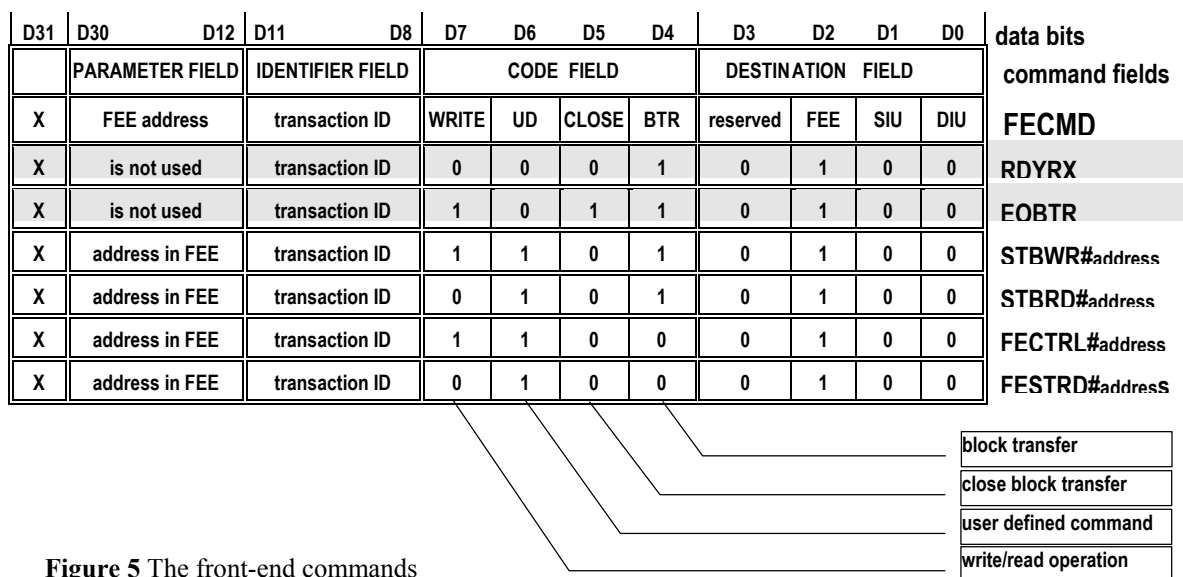 D31 D30 D12 D11 D8 D7 D6 D5 D4 D3 D2 D1 D0 data bits
PARAMETER FIELD IDENTIFIER FIELD CODE FIELD DESTINATION FIELD command fields
X FEE address transaction ID WRITE UD CLOSE BTR reserved FEE SIU DIU FECMD
X is not used transaction ID 0 0 0 1 0 1 0 0 RDYRX
X is not used transaction ID 1 0 1 1 0 1 0 0 EOBTR
X address in FEE transaction ID 1 1 0 1 0 1 0 0 STBWR#address
X address in FEE transaction ID 0 1 0 1 0 1 0 0 STBRD#address
X address in FEE transaction ID 1 1 0 0 0 1 0 0 FECTRL#address
X address in FEE transaction ID 0 1 0 0 0 1 0 0 FESTRD#address
block transfer
close block transfer
user defined command
write/read operation
Figure 5 The front-end commands